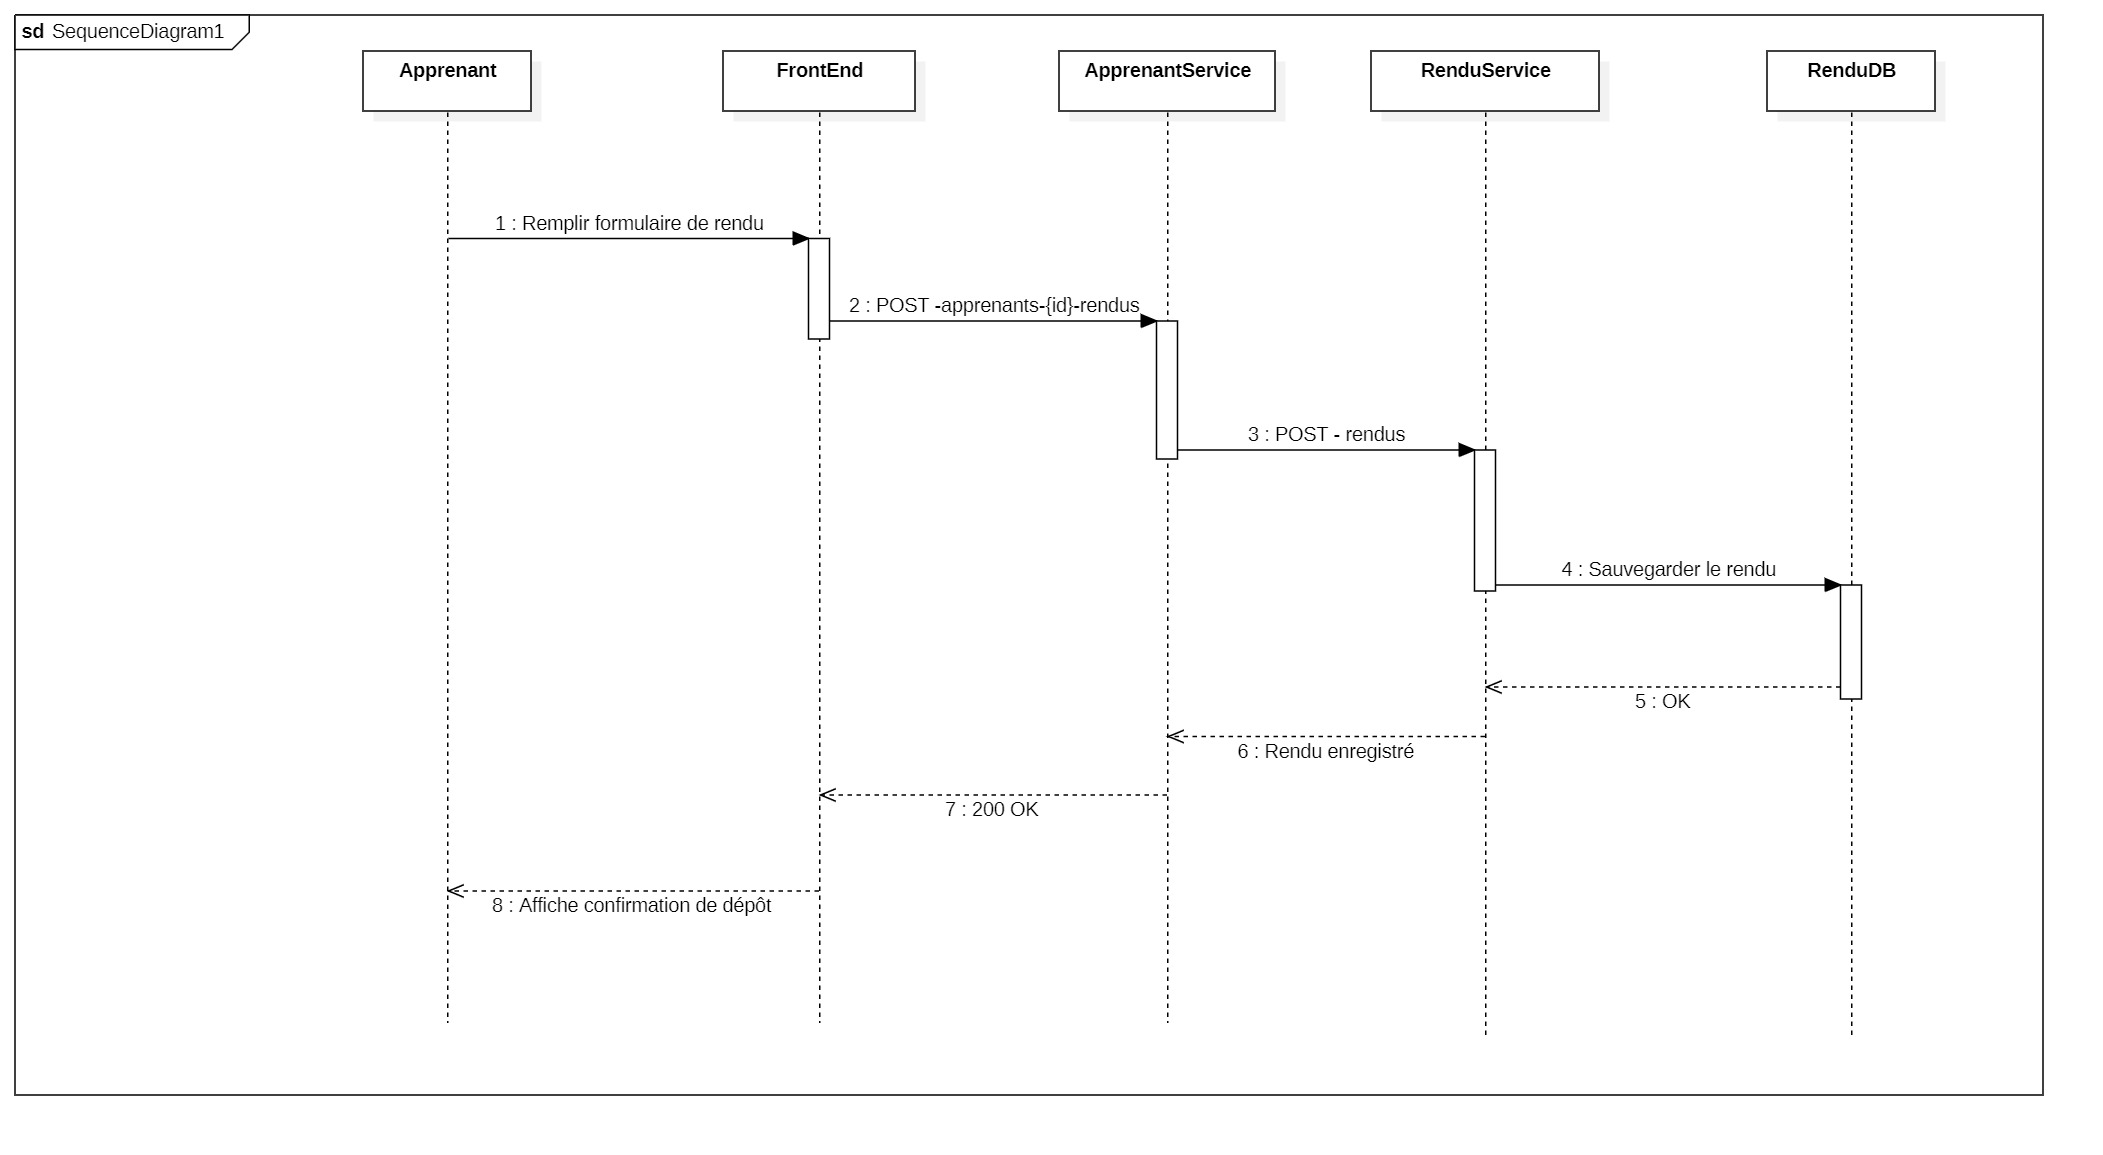 sd SequenceDiagram1
Apprenant
FrontEnd
ApprenantService
RenduService
RenduDB
1 : Remplir formulaire de rendu
2 : POST -apprenants-{id}-rendus
3 : POST - rendus
4 : Sauvegarder le rendu
5 : OK
6 : Rendu enregistré
7 : 200 OK
8 : Affiche confirmation de dépôt